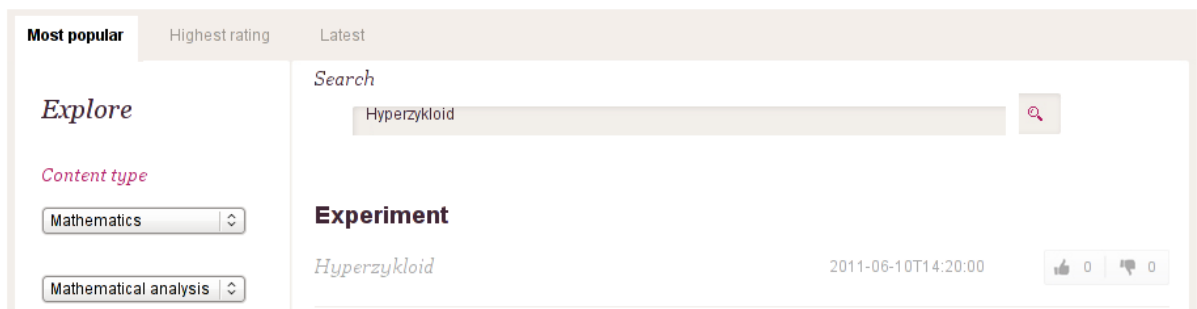 Most popular Highest rating Latest
Search
Explore
Hyperzykloid
Content type
Mathematics
Experiment
Hyperzykloid 2011-06-10T14:20:00 0 0
Mathematical analysis